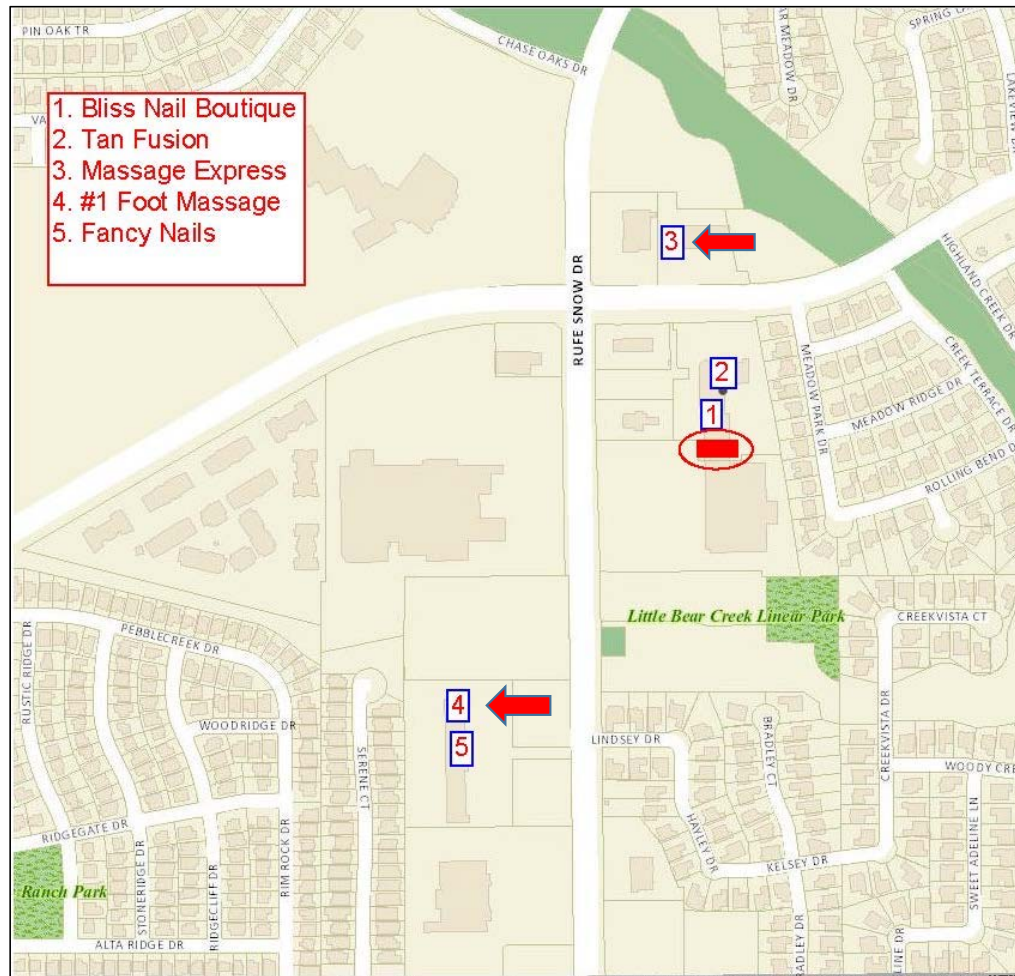 PIN OAK TR
CHASE OAKS DR
MEADOW DR
SPRING
LAKEVIEW DR
1. Bliss Nail Boutique
2. Tan Fusion
3. Massage Express
4. #1 Foot Massage
5. Fancy Nails
3
HIGHLAND CREEK DR
RUFE SNOW DR
CREEK TERRACE DR
MEADOW PARK DR
2
MEADOW RIDGE DR
1
ROLLING BEND D
Little Bear Creek Linear Park
CREEKVISTA CT
PEBBLECREEK DR
RUSTIC RIDGE DR
4
WOODRIDGE DR
LINDSEY DR
BRADLEY CT
CREEKVISTA DR
5
SERENE CT
WOODY CRE
HAYLEY DR
SWEET ADELINE LN
RIDGEGATE DR
RIM ROCK DR
KELSEY DR
STONERIDGE DR
RIDGECLIFF DR
Ranch Park
ALTA RIDGE DR
RADLEY DR
LINE DR